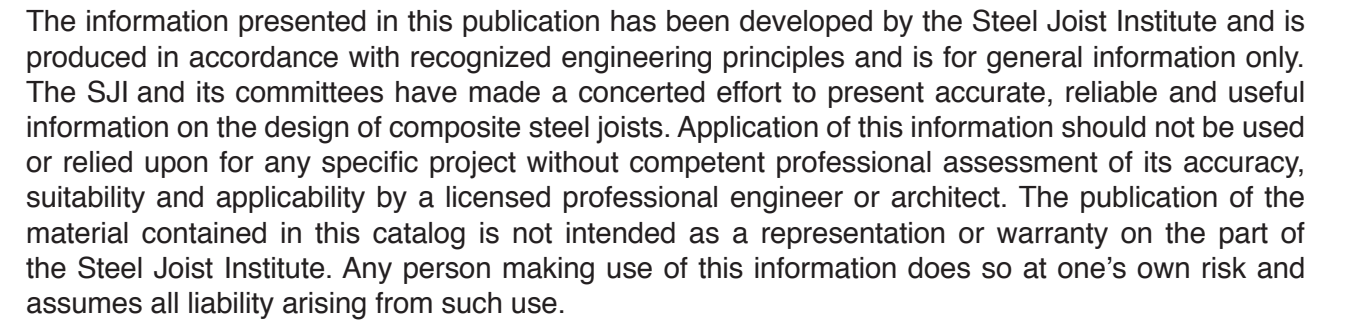 The information presented in this publication has been developed by the Steel Joist Institute and is
produced in accordance with recognized engineering principles and is for general information only.
The SJI and its committees have made a concerted effort to present accurate, reliable and useful
information on the design of composite steel joists. Application of this information should not be used
or relied upon for any specific project without competent professional assessment of its accuracy,
suitability and applicability by a licensed professional engineer or architect. The publication of the
material contained in this catalog is not intended as a representation or warranty on the part of
the Steel Joist Institute. Any person making use of this information does so at one’s own risk and
assumes all liability arising from such use.